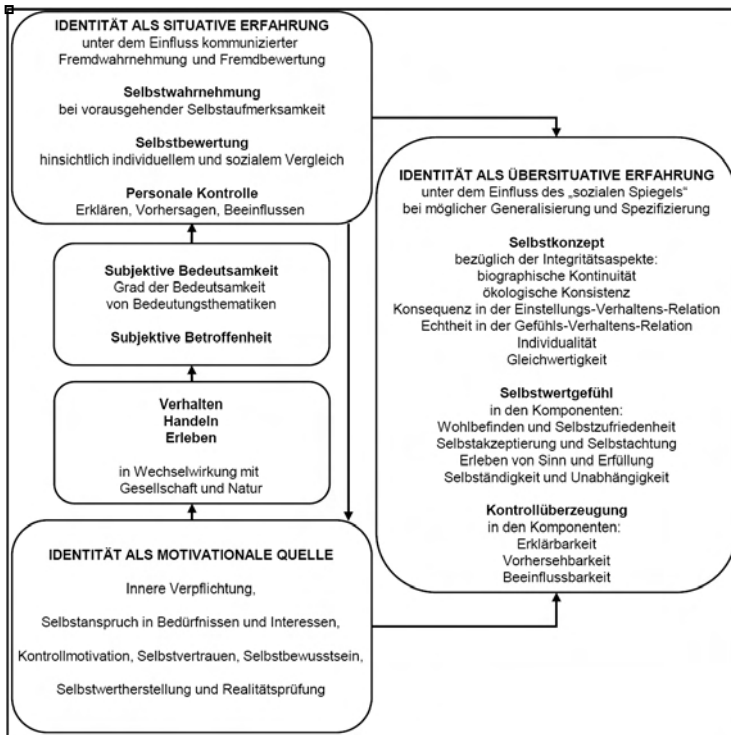 IDENTITÄT ALS SITUATIVE ERFAHRUNG
unter dem Einfluss kommunizierter
Fremdwahrnehmung und Fremdbewertung
Selbstwahrnehmung
bei vorausgehender Selbstaufmerksamkeit
Selbstbewertung
hinsichtlich individuellem und sozialem Vergleich
Personale Kontrolle
Erklären, Vorhersagen, Beeinflussen
Subjektive Bedeutsamkeit
Grad der Bedeutsamkeit
von Bedeutungsthematiken
Subjektive Betroffenheit
Verhalten
Handeln
Erleben
in Wechselwirkung mit
Gesellschaft und Natur
IDENTITÄT ALS MOTIVATIONALE QUELLE
Innere Verpflichtung,
Selbstanspruch in Bedürfnissen und Interessen,
Kontrollmotivation, Selbstvertrauen, Selbstbewusstsein,
Selbstwertherstellung und Realitätsprüfung
IDENTITÄT ALS ÜBERSITUATIVE ERFAHRUNG
unter dem Einfluss des „sozialen Spiegels“
bei möglicher Generalisierung und Spezifizierung
Selbstkonzept
bezüglich der Integritätsaspekte:
biographische Kontinuität
ökologische Konsistenz
Konsequenz in der Einstellungs-Verhaltens-Relation
Echtheit in der Gefühls-Verhaltens-Relation
Individualität
Gleichwertigkeit
Selbstwertgefühl
in den Komponenten:
Wohlbefinden und Selbstzufriedenheit
Selbstakzeptierung und Selbstachtung
Erleben von Sinn und Erfüllung
Selbständigkeit und Unabhängigkeit
Kontrollüberzeugung
in den Komponenten:
Erklärbarkeit
Vorhersehbarkeit
Beeinflussbarkeit